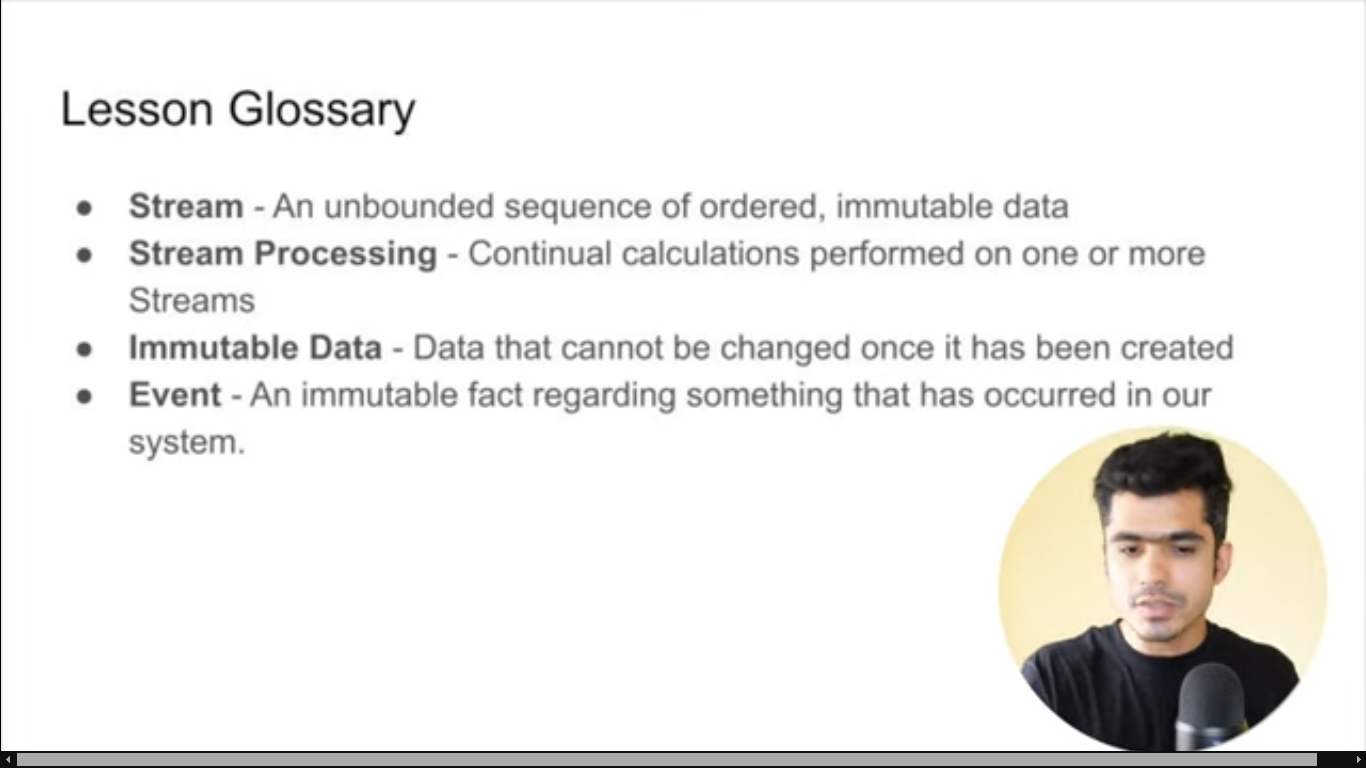 Lesson Glossary
● Stream - An unbounded sequence of ordered, immutable data
● Stream Processing - Continual calculations performed on one or more
Streams
● Immutable Data - Data that cannot be changed once it has been created
● Event - An immutable fact regarding something that has occurred in our
system.